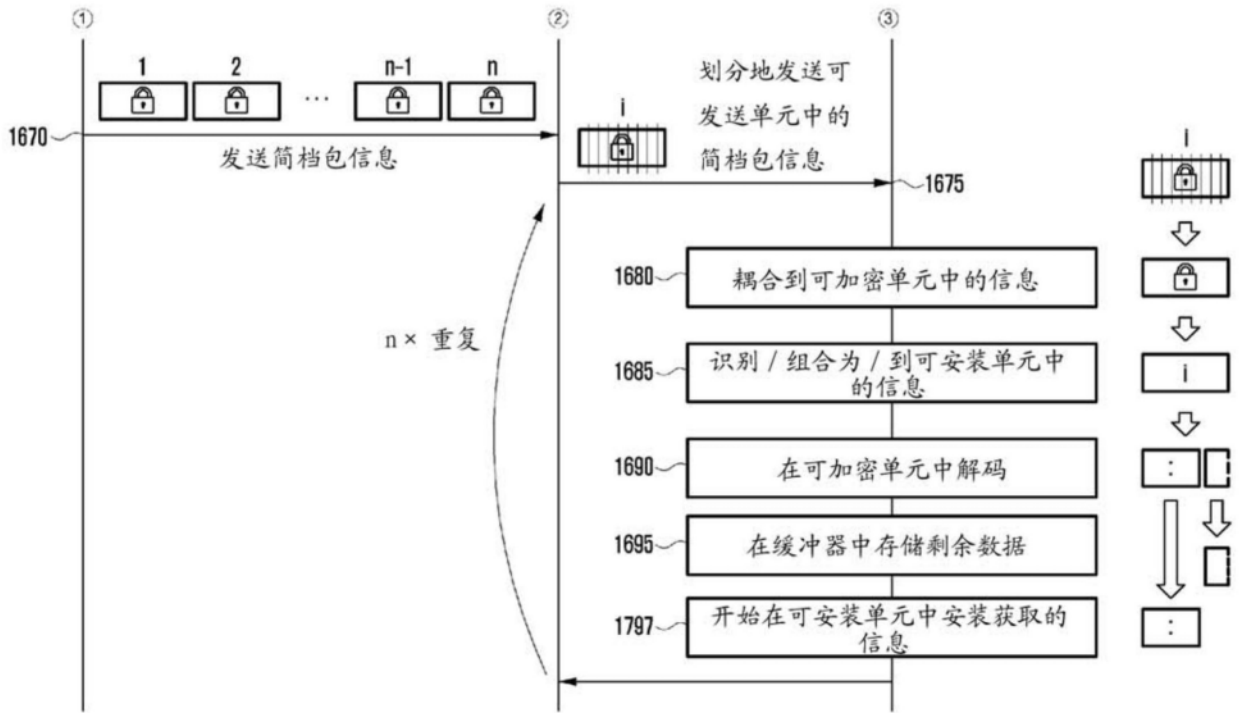 ① ② ③
1 2 ... n-1 n
1670
发送简档包信息
i
划分地发送可
发送单元中的
简档包信息
1675
i
1680
耦合到可加密单元中的信息
n× 重复
1685
识别/组合为/到可安装单元中
的信息
i
1690
在可加密单元中解码
:
1695
在缓冲器中存储剩余数据
1797
开始在可安装单元中安装获取的
信息
: